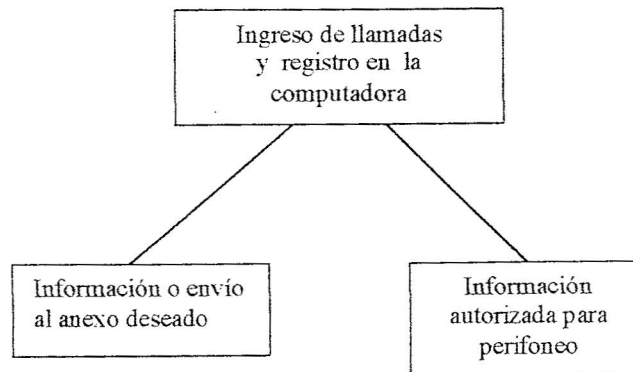 Ingreso de llamadas
y registro en la
computadora
Información o envío
al anexo deseado
Información
autorizada para
perifoneo